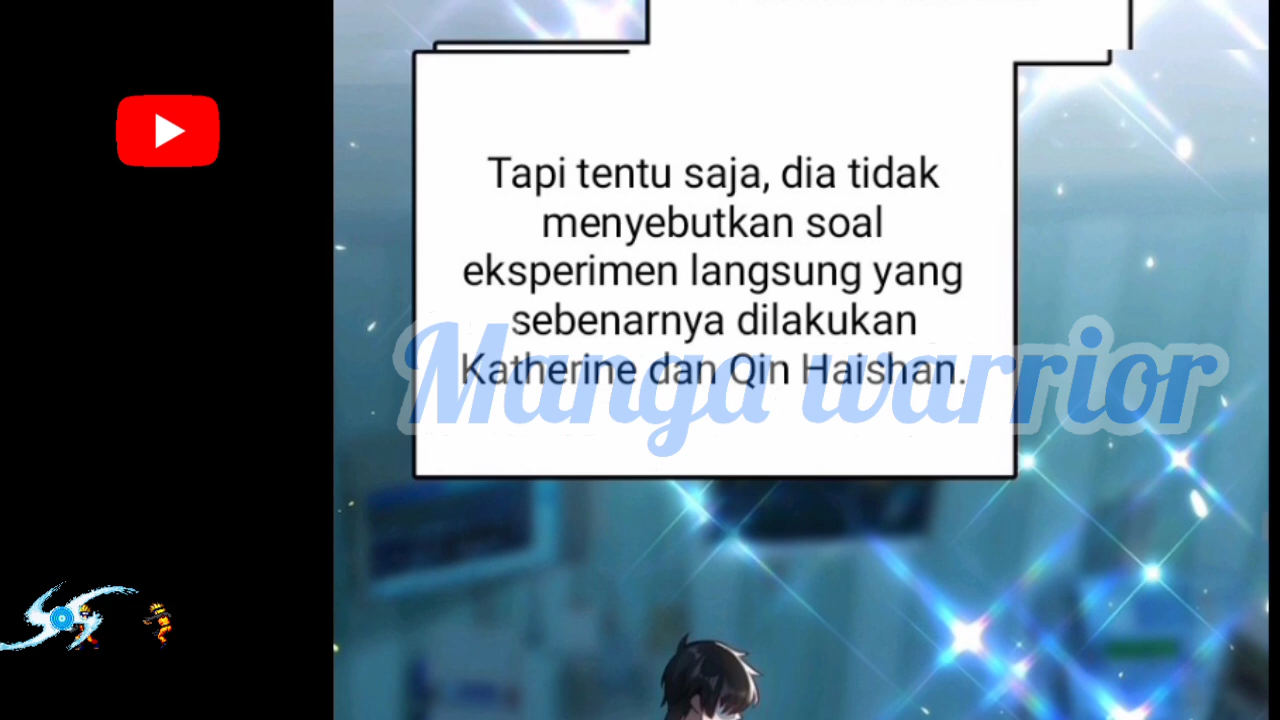 Tapi tentu saja, dia tidak
menyebutkan soal
eksperimen langsung yang
sebenarnya dilakukan
Katherine dan Qin Haishan.
Manga warrior